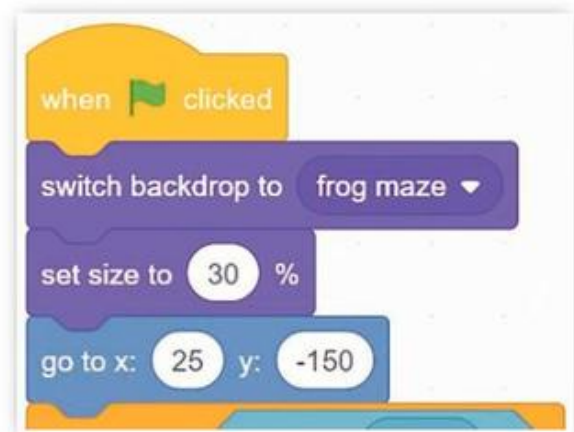 when clicked
switch backdrop to frog maze
set size to 30 %
go to x: 25 y: -150